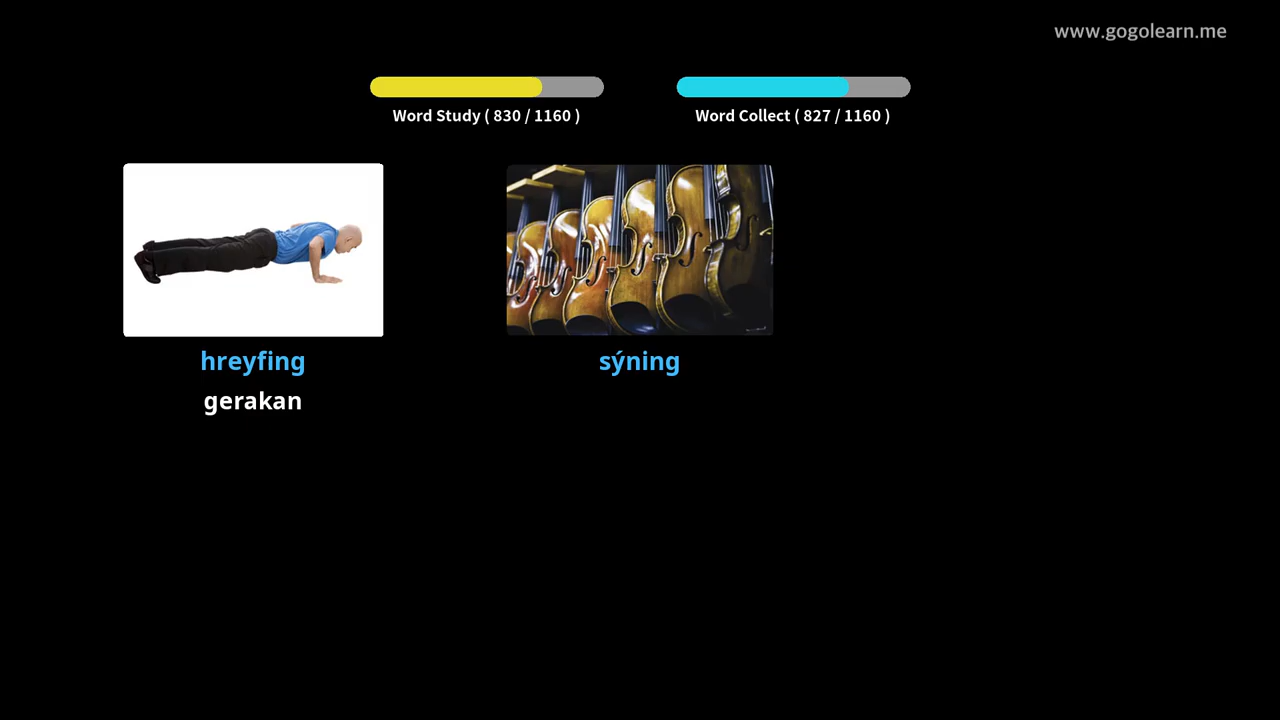 www.gogolearn.me
Word Study ( 830 / 1160 )
Word Collect ( 827 / 1160 )
hreyfing
sýning
gerakan